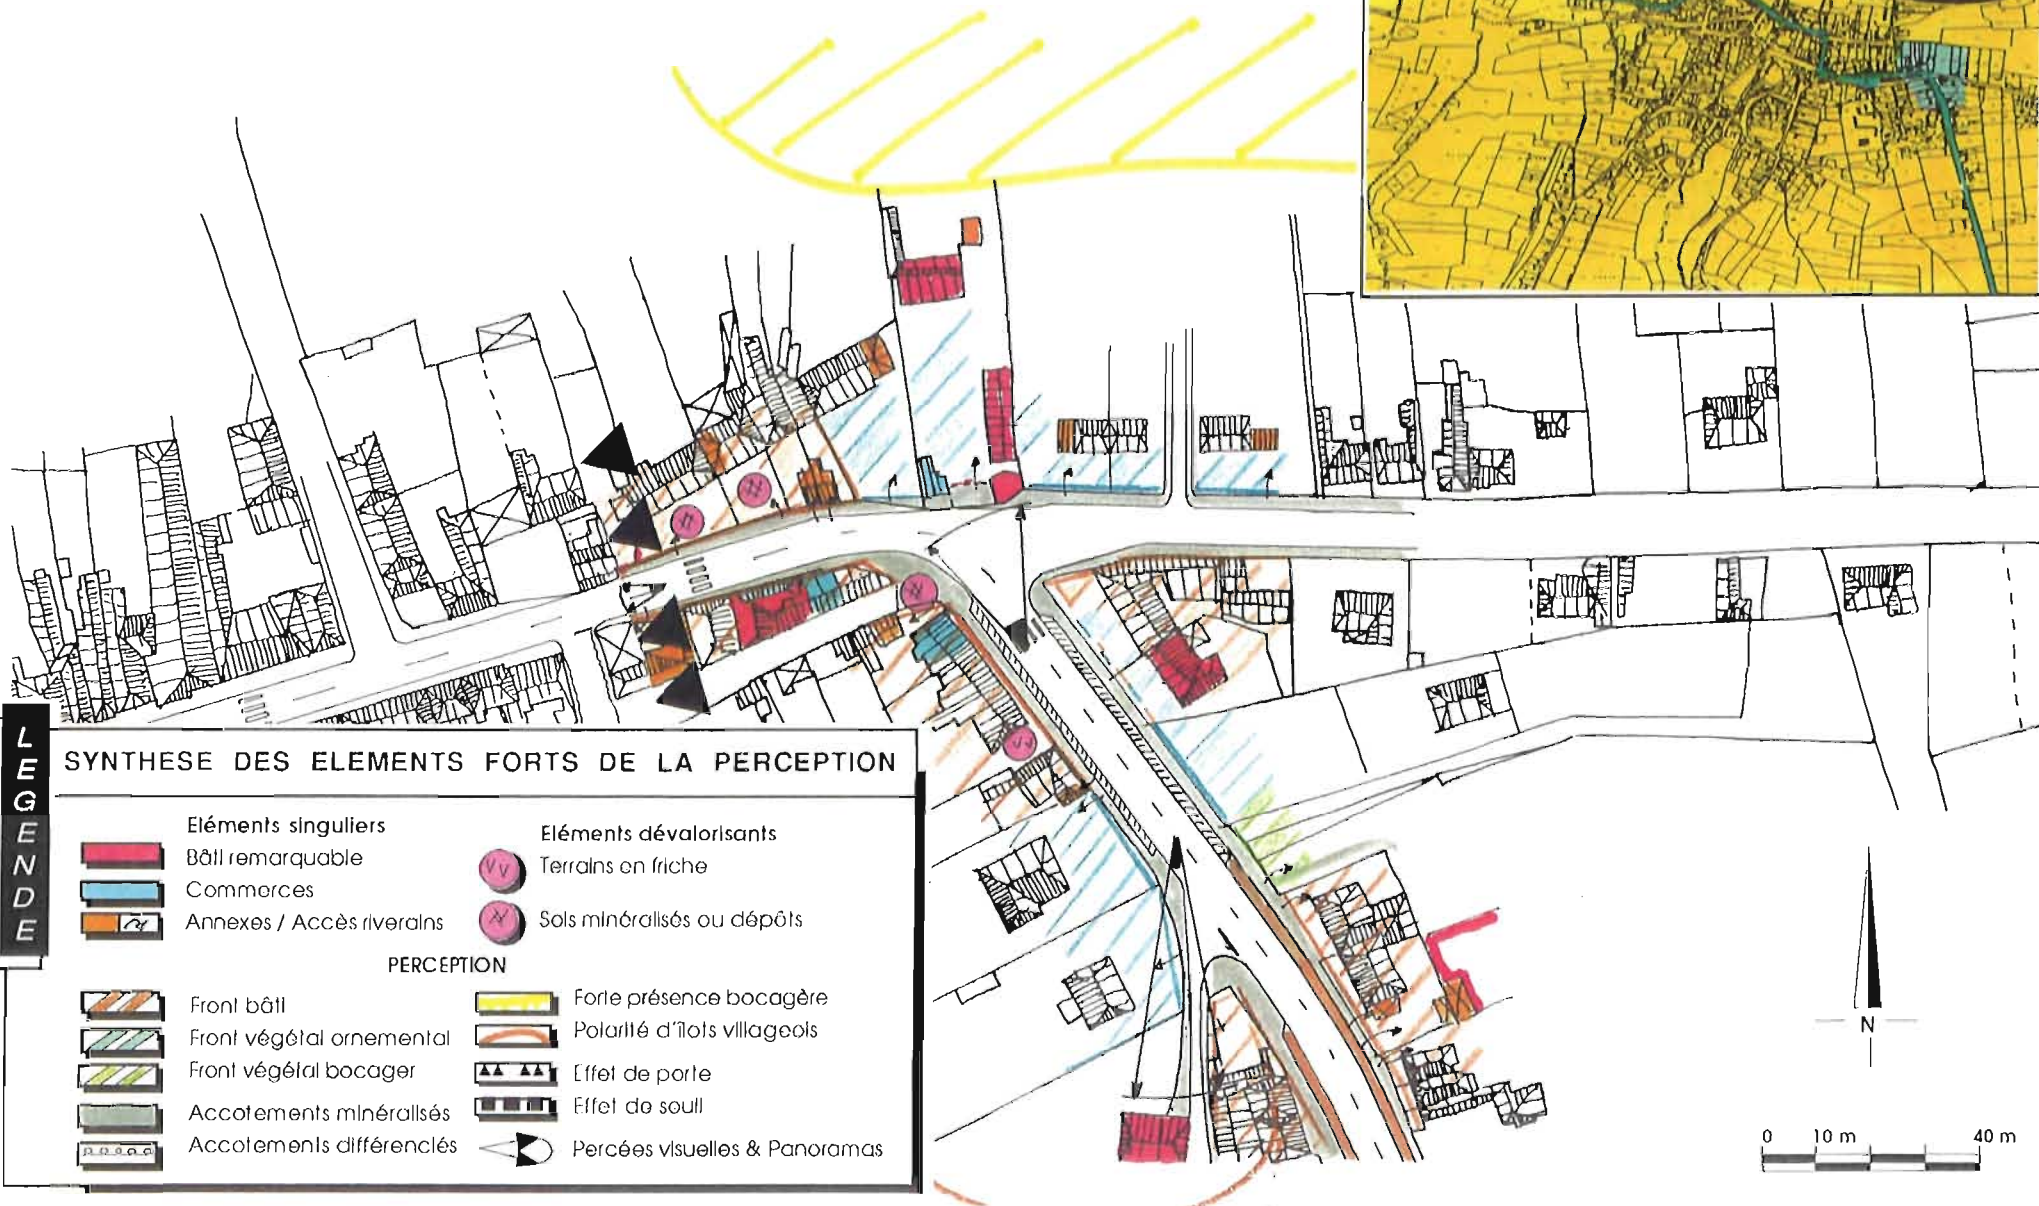 LEGENDE
SYNTHESE DES ELEMENTS FORTS DE LA PERCEPTION
Eléments singuliers
Bâti remarquable
Commerces
Annexes / Accès riverains
Eléments dévalorisants
Terrains en friche
Sols minéralisés ou dépôts
PERCEPTION
Front bâti
Front végétal ornemental
Front végétal bocager
Accotements minéralisés
Accotements différenciés
Forte présence bocagère
Polarité d'îlots villageois
Effet de porte
Effet de seuil
Percées visuelles & Panoramas
N
0 10 m 40 m